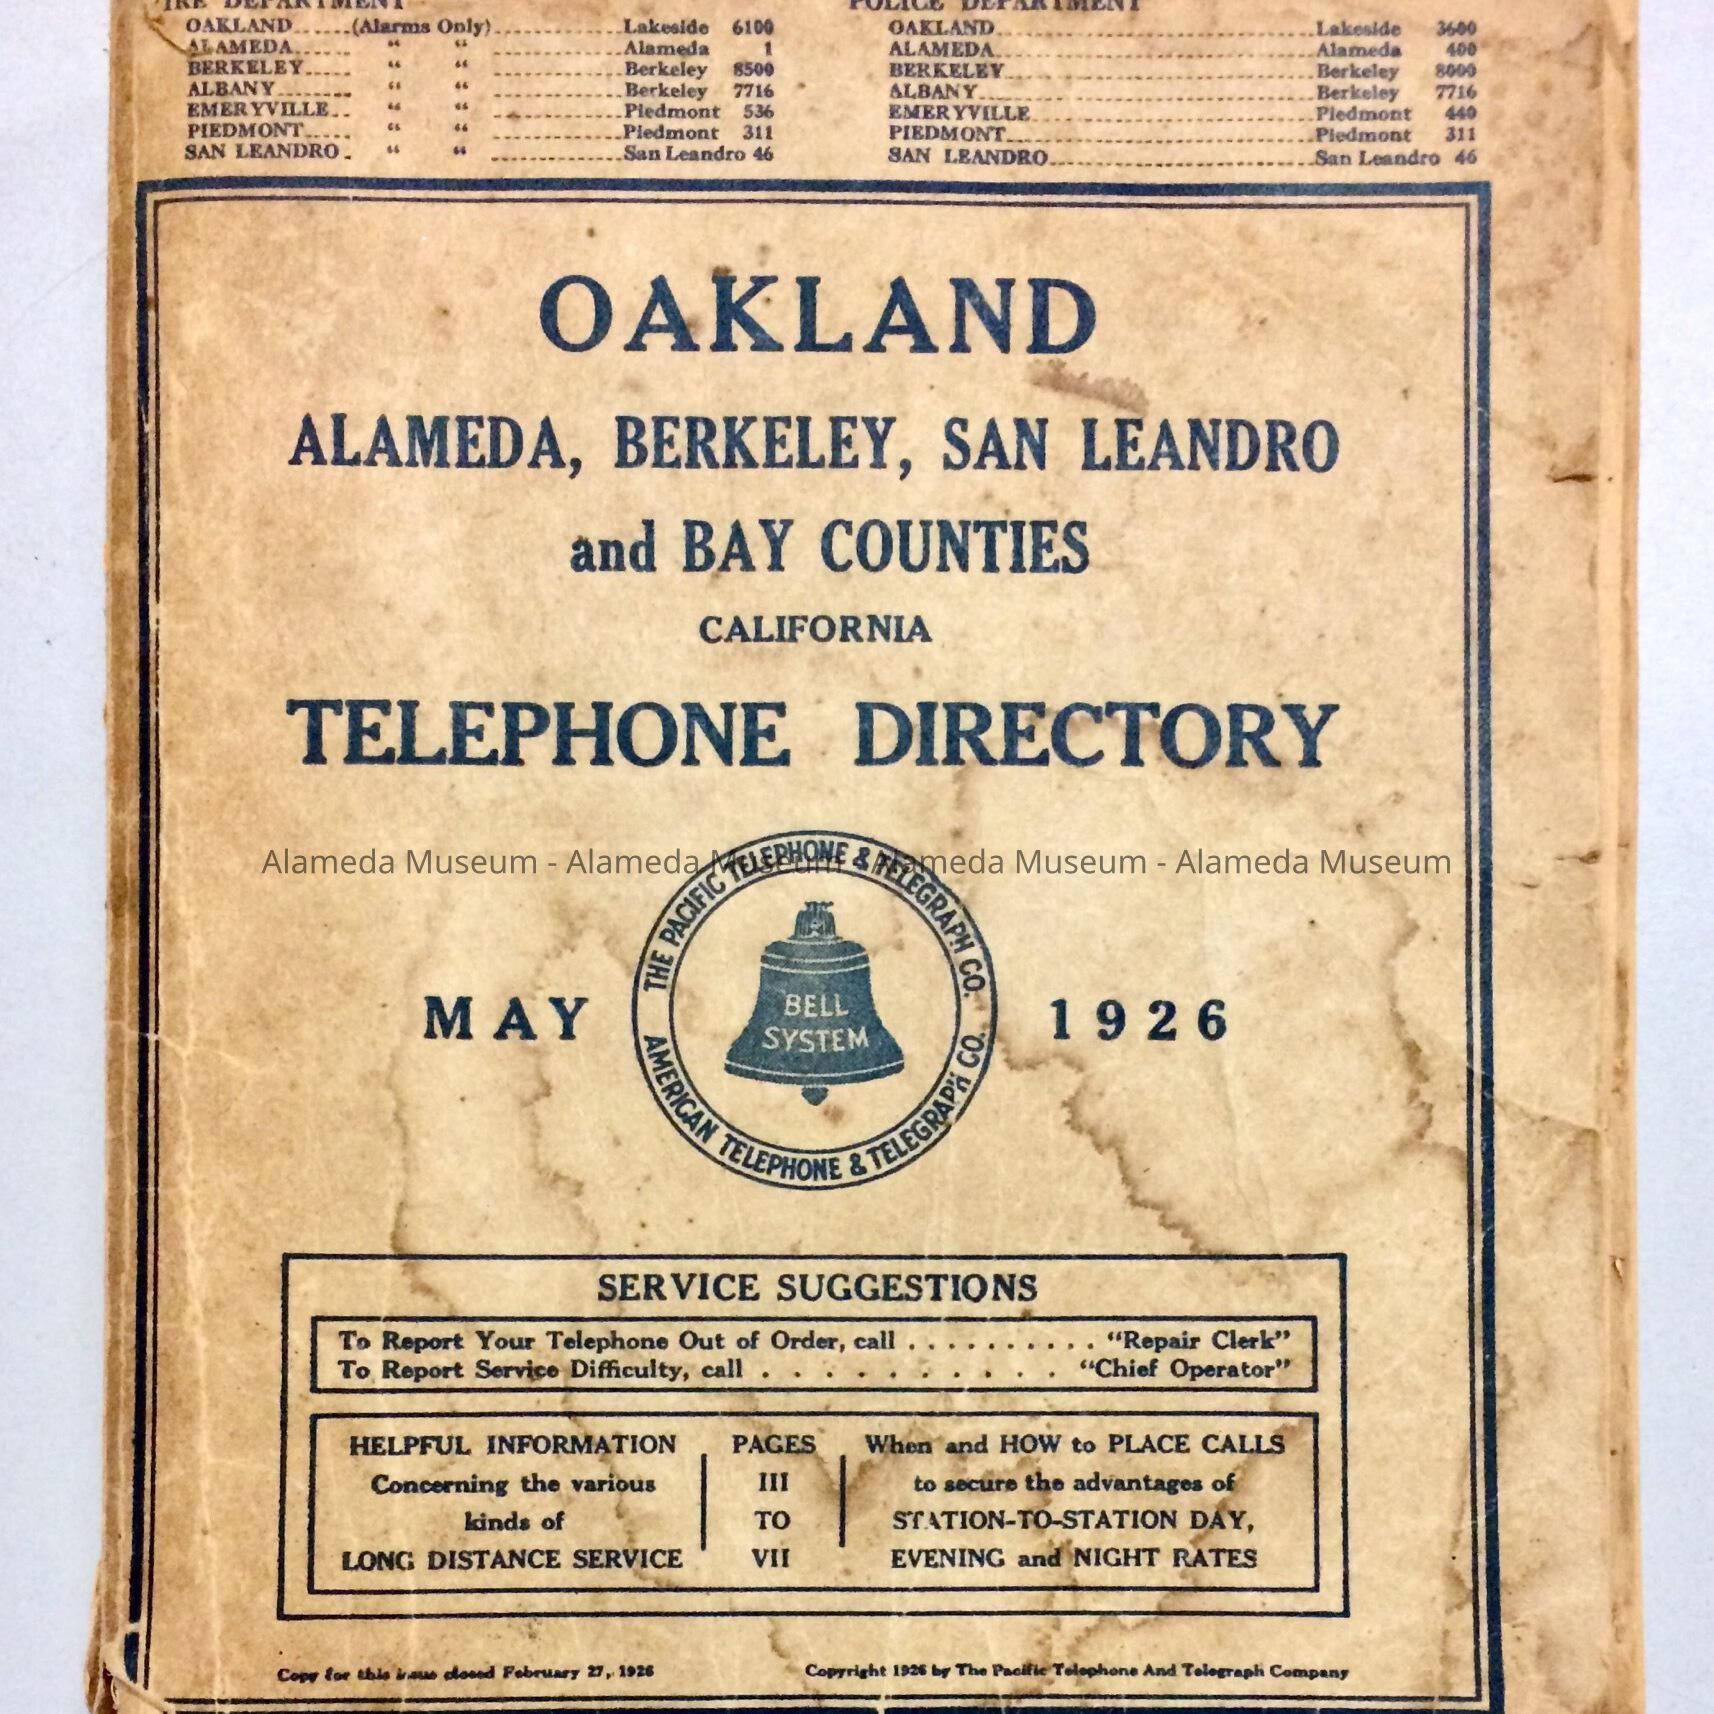 FIRE DEPARTMENT
OAKLAND......(Alarms Only)..............Lakeside 6100
ALAMEDA...... “ “ ..............Alameda 1
BERKELEY..... “ “ ..............Berkeley 8500
ALBANY........ “ “ ..............Berkeley 7716
EMERYVILLE.. “ “ ..............Piedmont 536
PIEDMONT..... “ “ ..............Piedmont 311
SAN LEANDRO. “ “ ..............San Leandro 46
POLICE DEPARTMENT
OAKLAND..............Lakeside 3600
ALAMEDA..............Alameda 400
BERKELEY..............Berkeley 8000
ALBANY..............Berkeley 7716
EMERYVILLE..............Piedmont 440
PIEDMONT..............Piedmont 311
SAN LEANDRO..............San Leandro 46
OAKLAND
ALAMEDA, BERKELEY, SAN LEANDRO
and BAY COUNTIES
CALIFORNIA
TELEPHONE DIRECTORY
Alameda Museum - Alameda Museum - Alameda Museum - Alameda Museum
THE PACIFIC TELEPHONE & TELEGRAPH CO.
MAY 1926
BELL
SYSTEM
AMERICAN TELEPHONE & TELEGRAPH CO.
SERVICE SUGGESTIONS
To Report Your Telephone Out of Order, call . . . . . . . . . . “Repair Clerk”
To Report Service Difficulty, call . . . . . . . . . . . “Chief Operator”
HELPFUL INFORMATION
Concerning the various
kinds of
LONG DISTANCE SERVICE
PAGES
III
TO
VII
When and HOW to PLACE CALLS
to secure the advantages of
STATION-TO-STATION DAY,
EVENING and NIGHT RATES
Copy for this issue closed February 27, 1926
Copyright 1926 by The Pacific Telephone And Telegraph Company